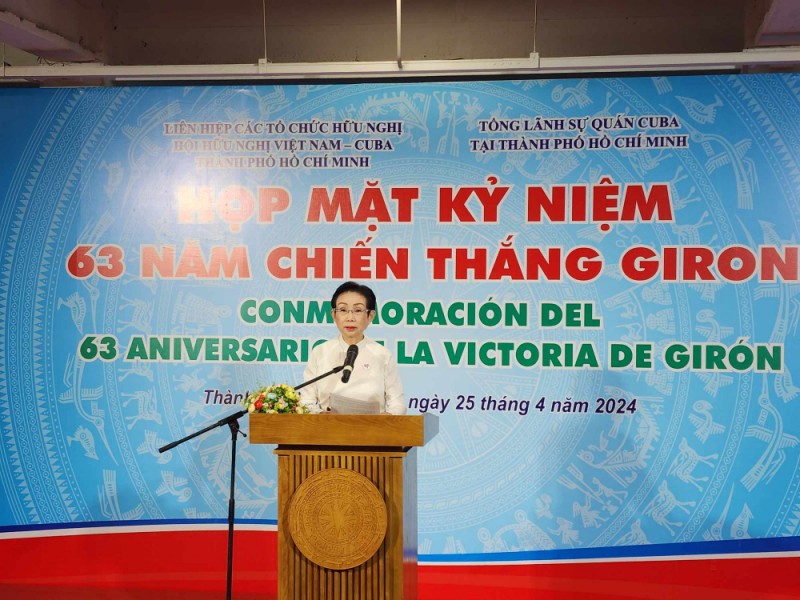 LIÊN HIỆP CÁC TỔ CHỨC HỮU NGHỊ
HỘI HỮU NGHỊ VIỆT NAM – CUBA
THÀNH PHỐ HỒ CHÍ MINH
TỔNG LÃNH SỰ QUÁN CUBA
TẠI THÀNH PHỐ HỒ CHÍ MINH
HỌP MẶT KỶ NIỆM
63 NĂM CHIẾN THẮNG GIRON
CONMEMORACIÓN DEL
63 ANIVERSARIO LA VICTORIA DE GIRÓN
Thành ngày 25 tháng 4 năm 2024